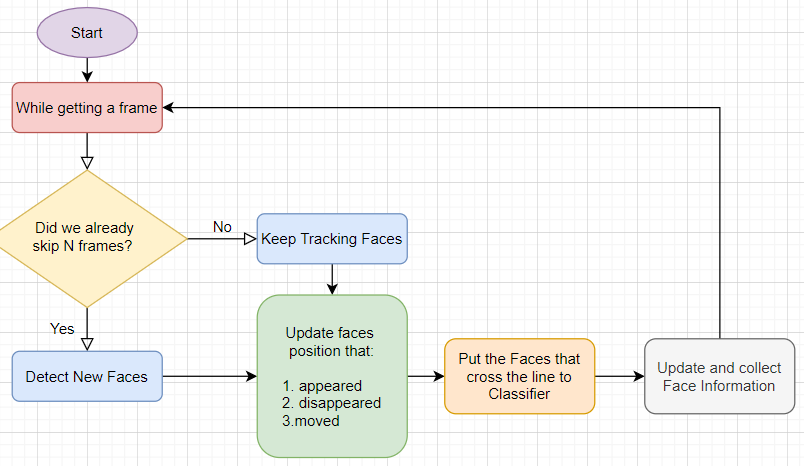 Start
While getting a frame
Did we already
skip N frames?
No
Keep Tracking Faces
Yes
Detect New Faces
Update faces
position that:
1. appeared
2. disappeared
3.moved
Put the Faces that
cross the line to
Classifier
Update and collect
Face Information